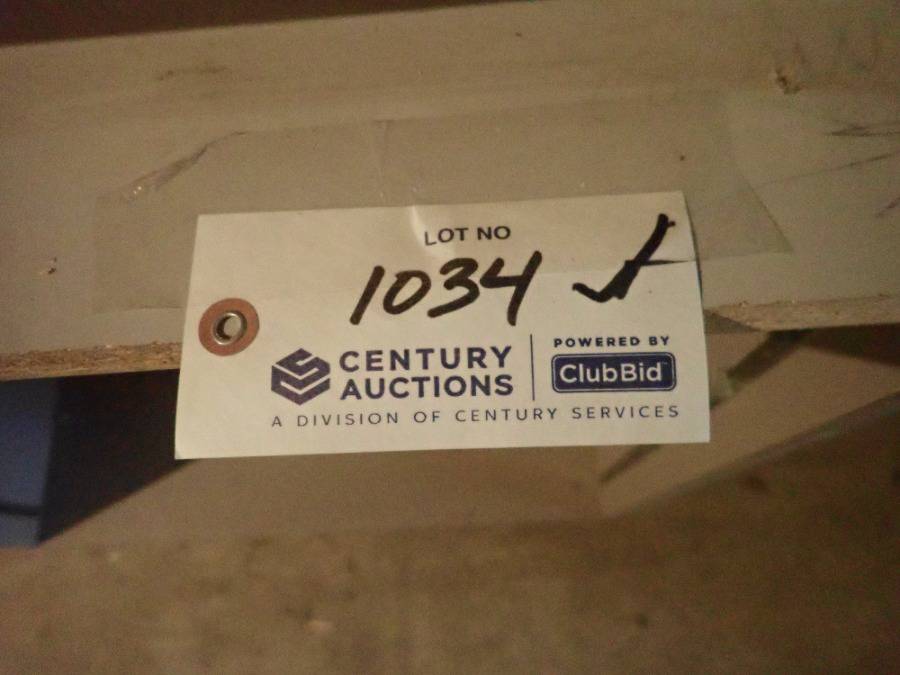 LOT NO
1034 ✓
CENTURY AUCTIONS
POWERED BY
ClubBid
A DIVISION OF CENTURY SERVICES